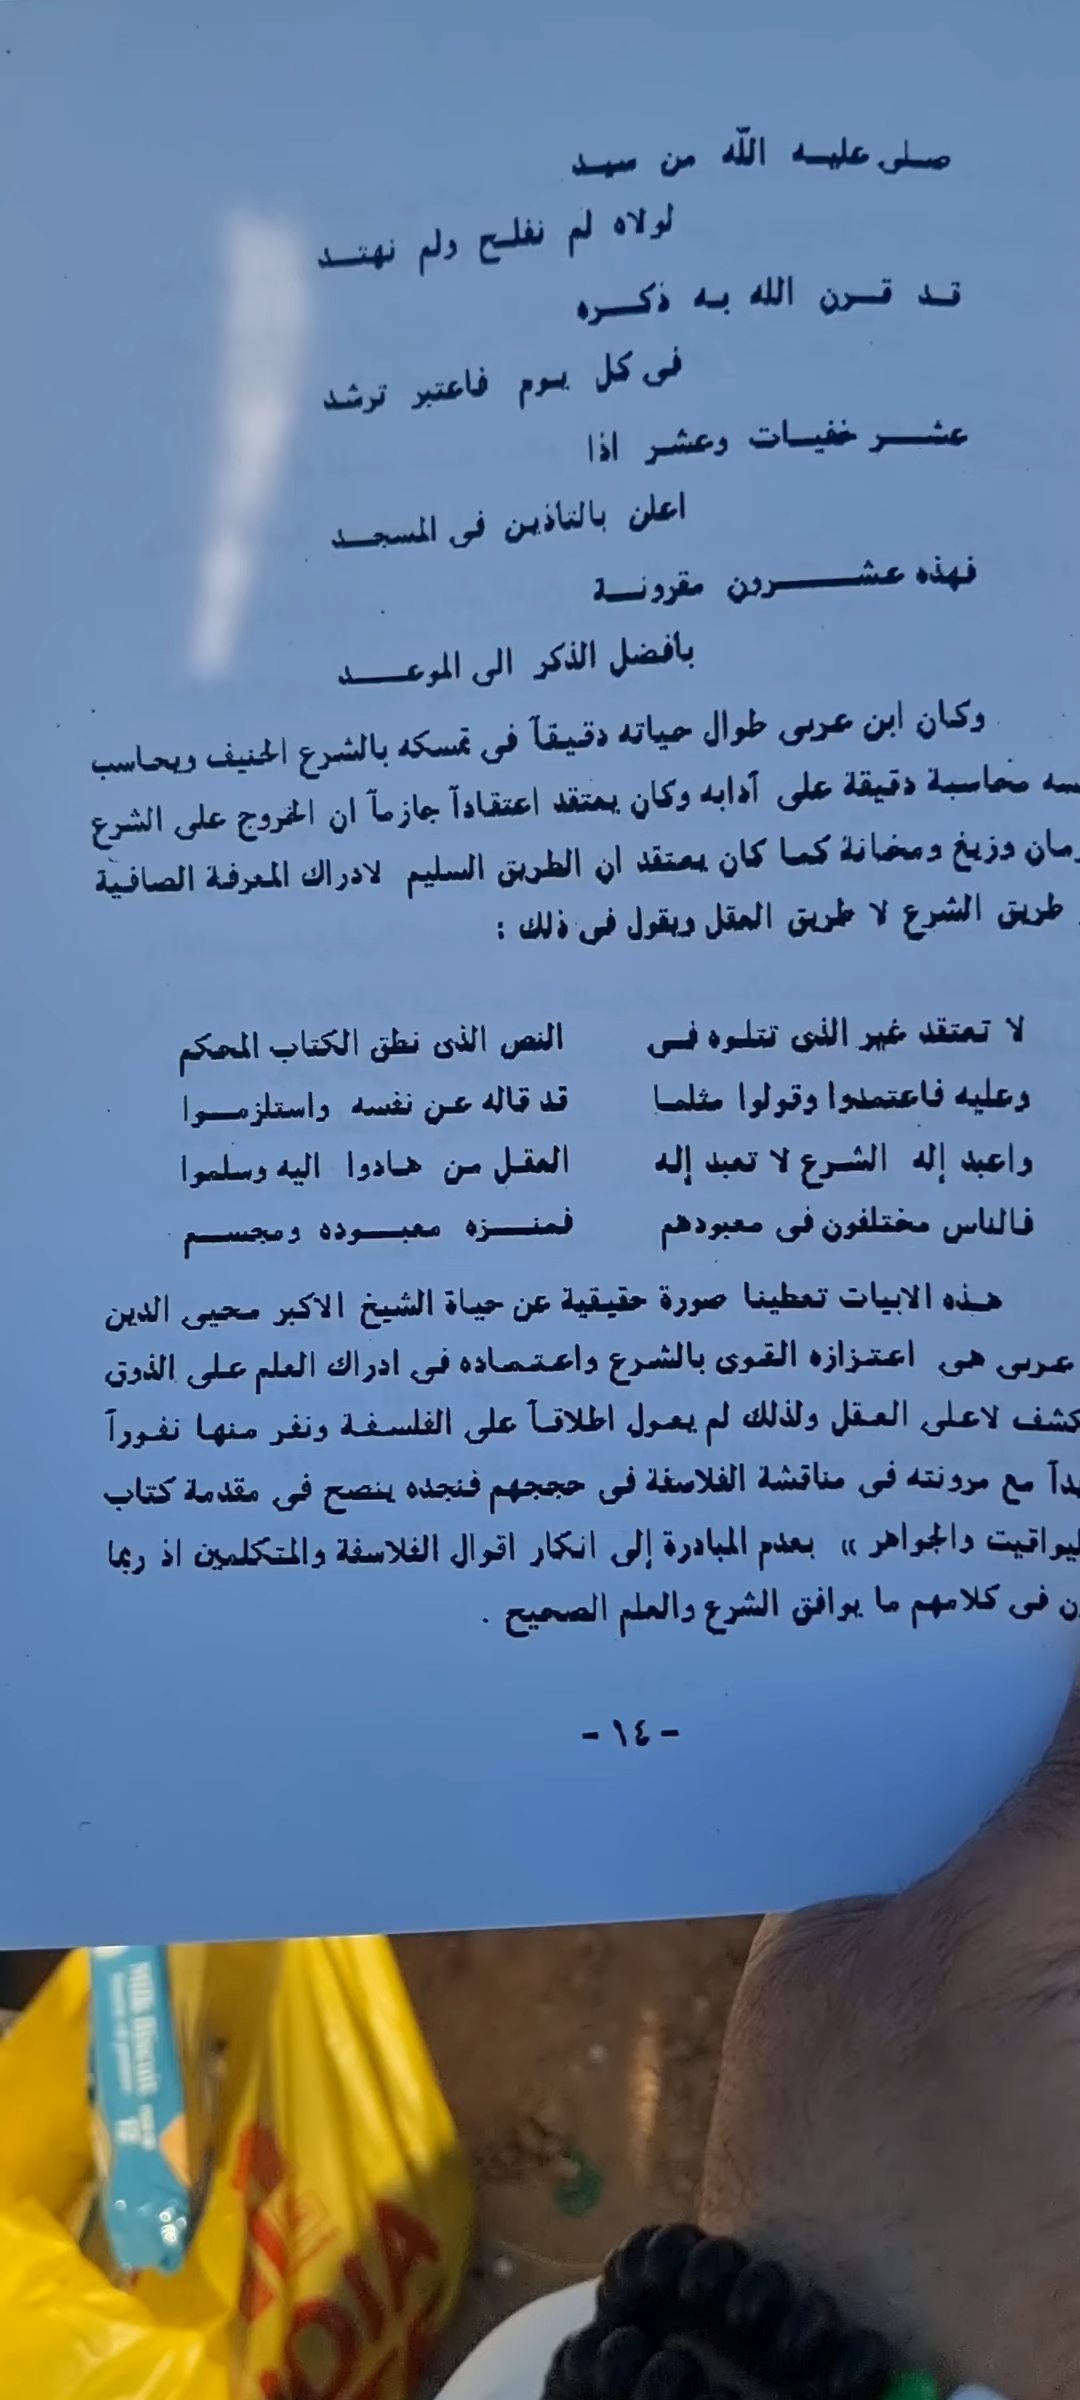 صلى عليه اللّه من سيد
لولاه لم نفلح ولم نهتد
قد قرن الله به ذكره
فى كل يوم فاعتبر ترشد
عشر خفيات وعشر اذا
اعلن بالتأذين فى المسجد
فهذه عشرون مقرونة
بأفضل الذكر الى الموعد
وكان ابن عربى طوال حياته دقيقاً فى تمسكه بالشرع الحنيف ويحاسب
محاسبة دقيقة على آدابه وكان يعتقد اعتقاداً جازماً ان الخروج على الشرع
وزيغ ومخانة كما كان يعتقد ان الطريق السليم لادراك المعرفة الصافية
طريق الشرع لا طريق العقل ويقول فى ذلك :
لا تعتقد غير الذى تتلوه فى النص الذى نطق الكتاب المحكم
وعليه فاعتمدوا وقولوا مثلما قد قاله عن نفسه واستلزموا
واعبد إله الشرع لا تعبد إله العقل من هادوا اليه وسلموا
فالناس مختلفون فى معبودهم فمنزه معبوده ومجسم
هذه الابيات تعطينا صورة حقيقية عن حياة الشيخ الاكبر محيى الدين
عربى هى اعتزازه القوى بالشرع واعتماده فى ادراك العلم على الذوق
كشف لاعلى العقل ولذلك لم يعول اطلاقاً على الفلسفة ونفر منها نفوراً
مع مرونته فى مناقشة الفلاسفة فى حججهم فنجده ينصح فى مقدمة كتاب
ليواقيت والجواهر » بعدم المبادرة إلى انكار اقوال الفلاسفة والمتكلمين اذ ربما
فى كلامهم ما يوافق الشرع والعلم الصحيح .
- ١٤ -
Milk Biscuit
12